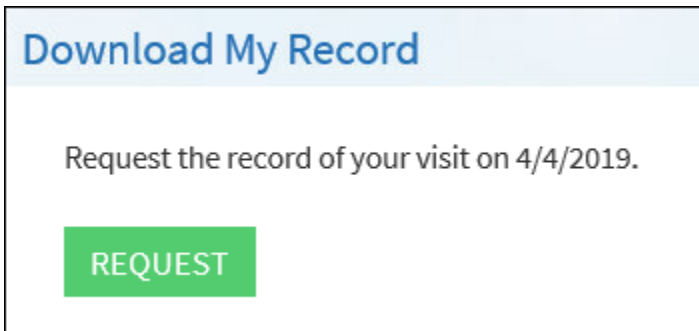 Download My Record
Request the record of your visit on 4/4/2019.
REQUEST